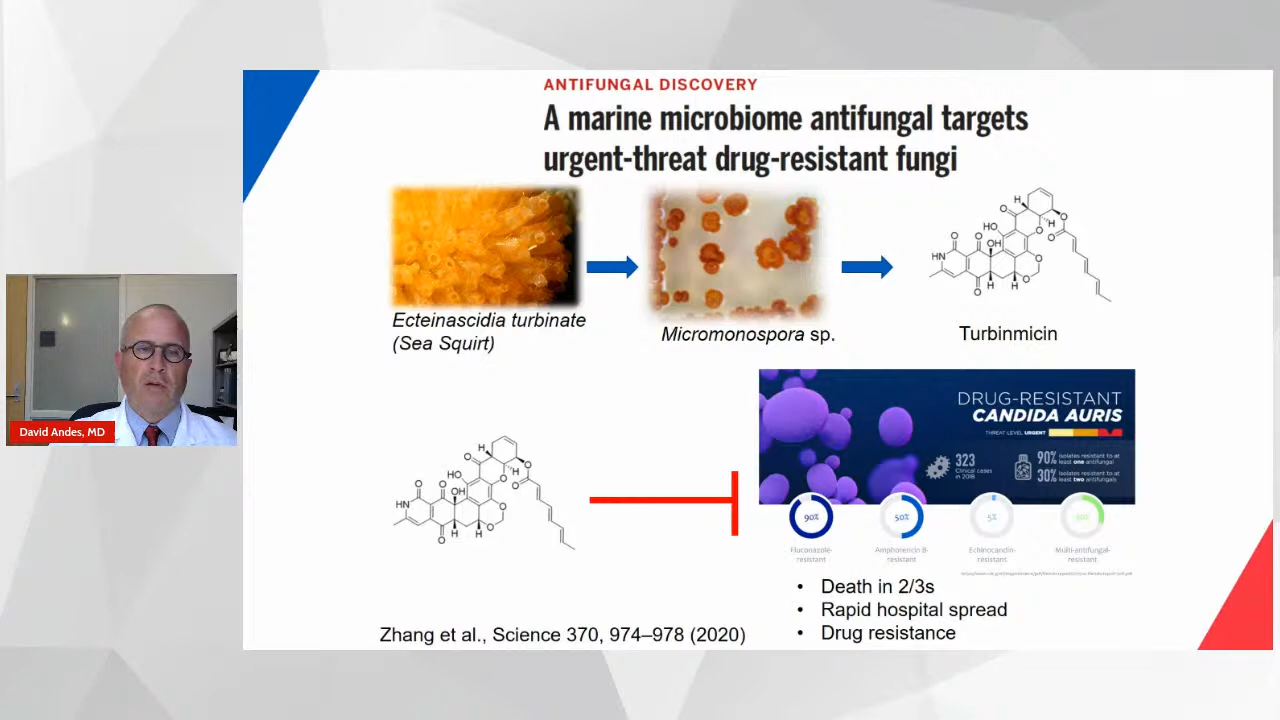 ANTIFUNGAL DISCOVERY
A marine microbiome antifungal targets
urgent-threat drug-resistant fungi
Ecteinascidia turbinate
(Sea Squirt)
Micromonospora sp.
Turbinmicin
David Andes, MD
DRUG-RESISTANT
CANDIDA AURIS
THREAT LEVEL URGENT
323
Clinical cases
in 2018
90% Isolates resistant to at
least one antifungal
30% Isolates resistant to at
least two antifungals
90%
50%
5%
Fluconazole-
resistant
Amphorencin B-
resistant
Echinocandin-
resistant
Multi-antifungal-
resistant
• Death in 2/3s
• Rapid hospital spread
• Drug resistance
Zhang et al., Science 370, 974–978 (2020)